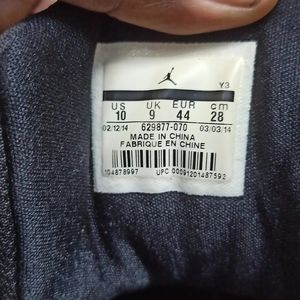 Y3
US UK EUR cm
10 9 44 28
02/12/14 629877-070 03/03/14
MADE IN CHINA
FABRIQUE EN CHINE
104878997 UPC 00091201487592